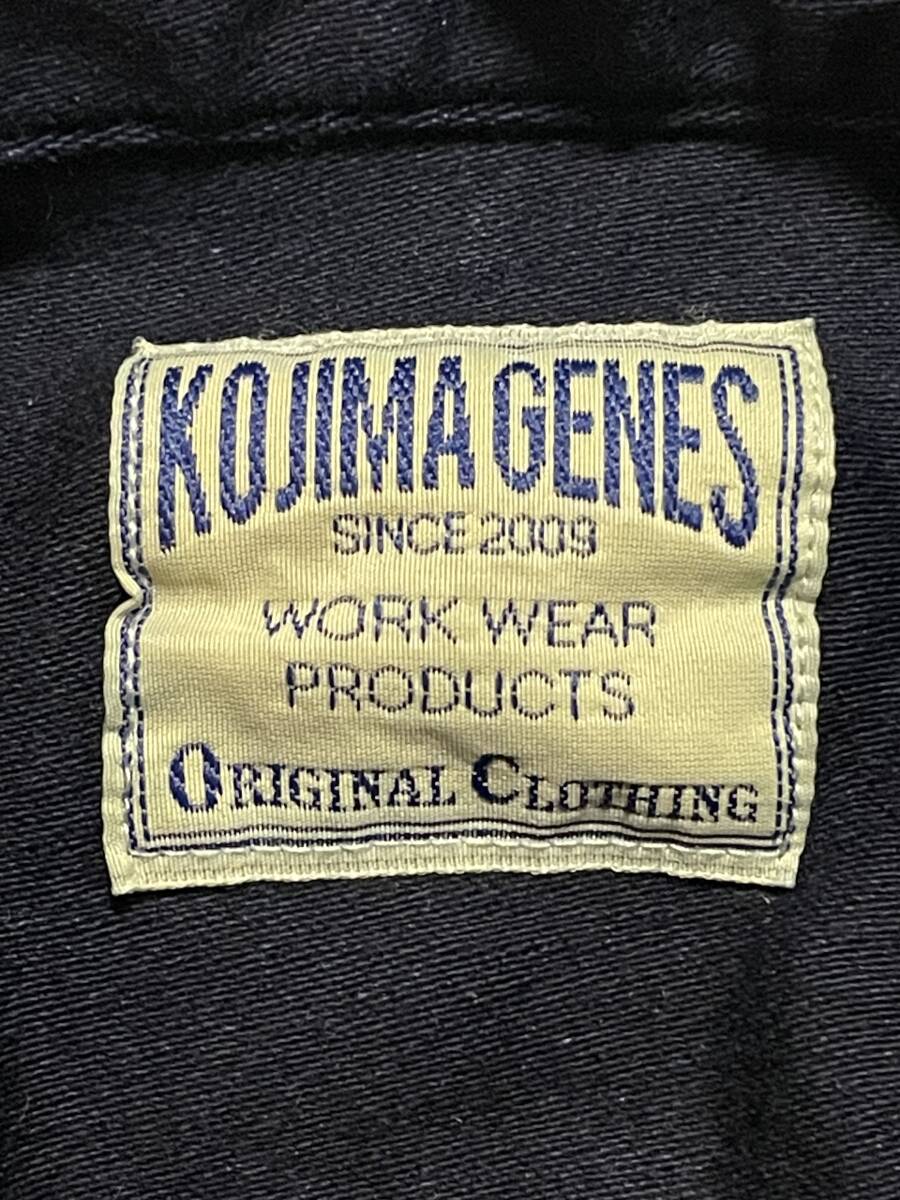 KOJIMA GENES
SINCE 2009
WORK WEAR
PRODUCTS
ORIGINAL CLOTHING